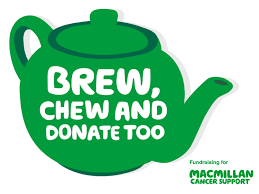 BREW,
CHEW AND
DONATE TOO
Fundraising for
MACMILLAN
CANCER SUPPORT